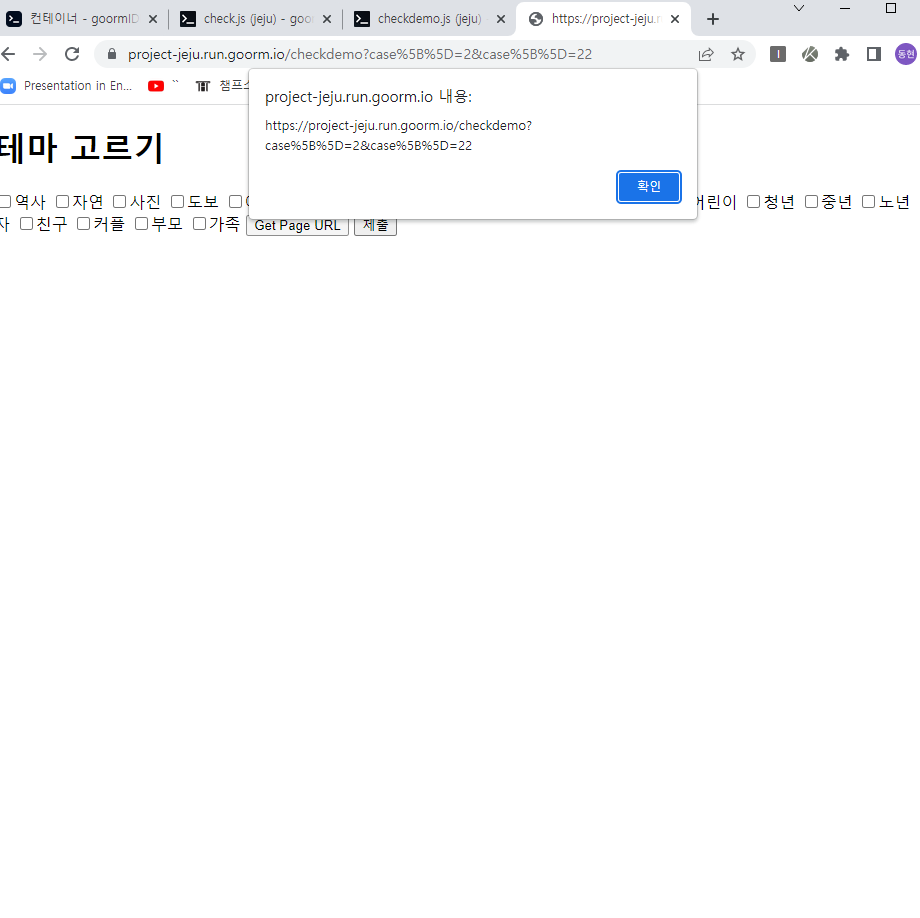 컨테이너 - goormID
check.js (jeju) - goo
checkdemo.js (jeju)
https://project-jeju.r
project-jeju.run.goorm.io/checkdemo?case%5B%5D=2&case%5B%5D=22
동현
Presentation in En...
``
챔프스
project-jeju.run.goorm.io 내용:
https://project-jeju.run.goorm.io/checkdemo?
case%5B%5D=2&case%5B%5D=22
확인
테마 고르기
역사 자연 사진 도보 어린이 청년 중년 노년
자 친구 커플 부모 가족 Get Page URL 제출